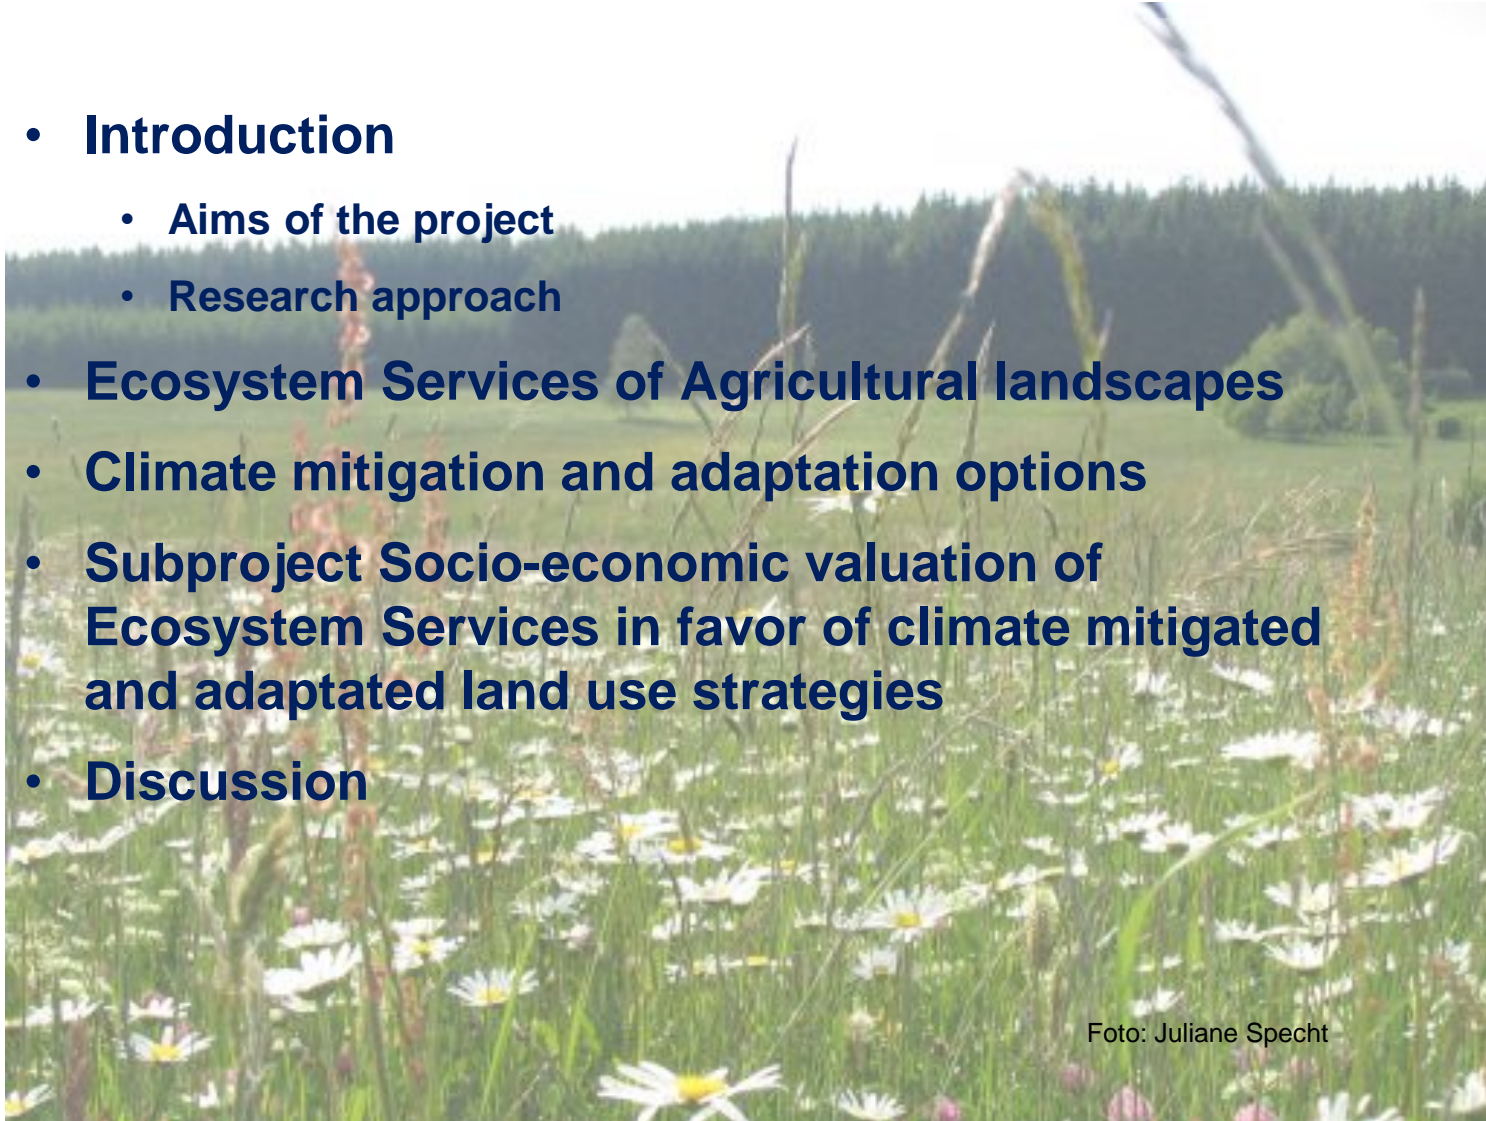 • Introduction
• Aims of the project
• Research approach
• Ecosystem Services of Agricultural landscapes
• Climate mitigation and adaptation options
• Subproject Socio-economic valuation of
Ecosystem Services in favor of climate mitigated
and adaptated land use strategies
• Discussion
Foto: Juliane Specht